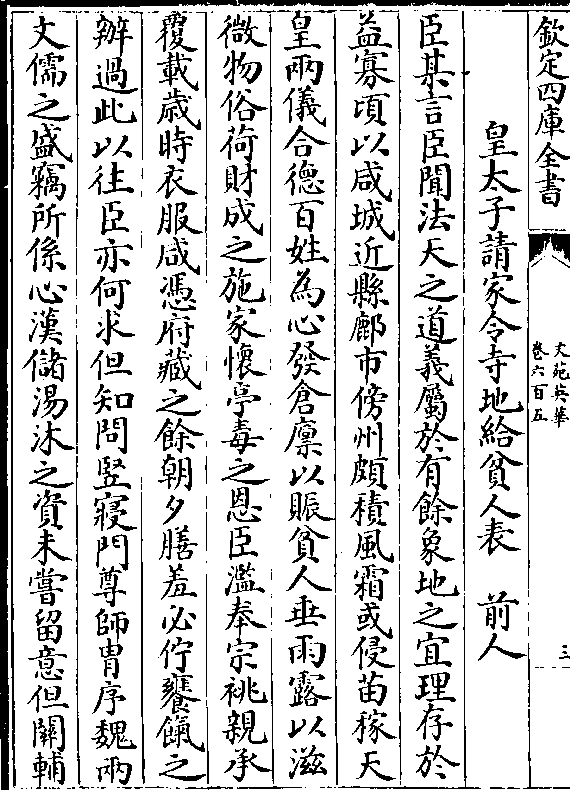 欽定四庫全書
文苑英華
卷六百五
三
皇太子請家令寺地給貧人表　前人
臣某言臣聞法天之道義屬於有餘象地之宜理存於
益寡頃以咸城近縣鄜市傍州頗積風霜或侵苗稼天
皇兩儀合德百姓為心發倉廩以賑貧人垂雨露以滋
微物俗荷財成之施家懷亭毒之恩臣濫奉宗祧親承
覆載歳時衣服咸憑府藏之餘朝夕膳羞必佇饔餼之
辦過此以往臣亦何求但知問竪寢門尊師胄序魏兩
文儒之盛竊所係心漢儲湯沐之資未嘗留意但闗輔